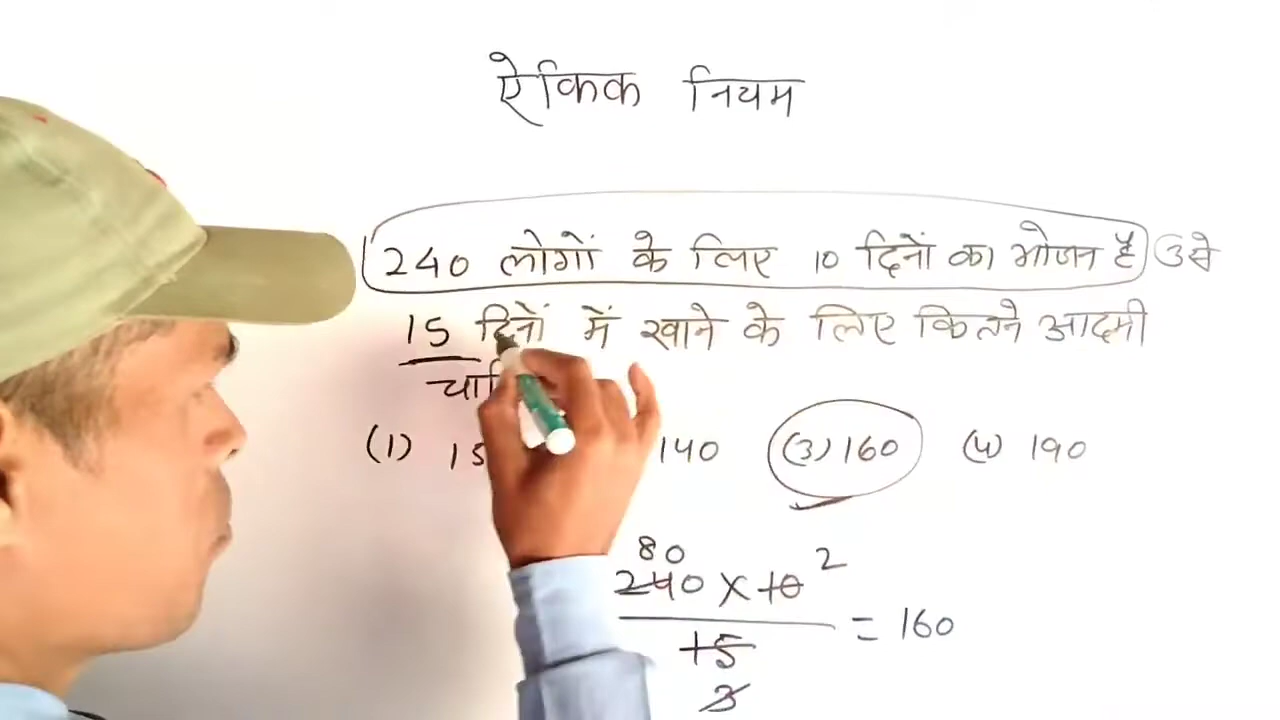 ऐकिक नियम
240 लोगों के लिए 10 दिनों का भोजन है उसे
15 दिनों में खाने के लिए कितने आदमी
(1) 140 (3) 160 (4) 190
80 2
240 X 10
= 160
15
3